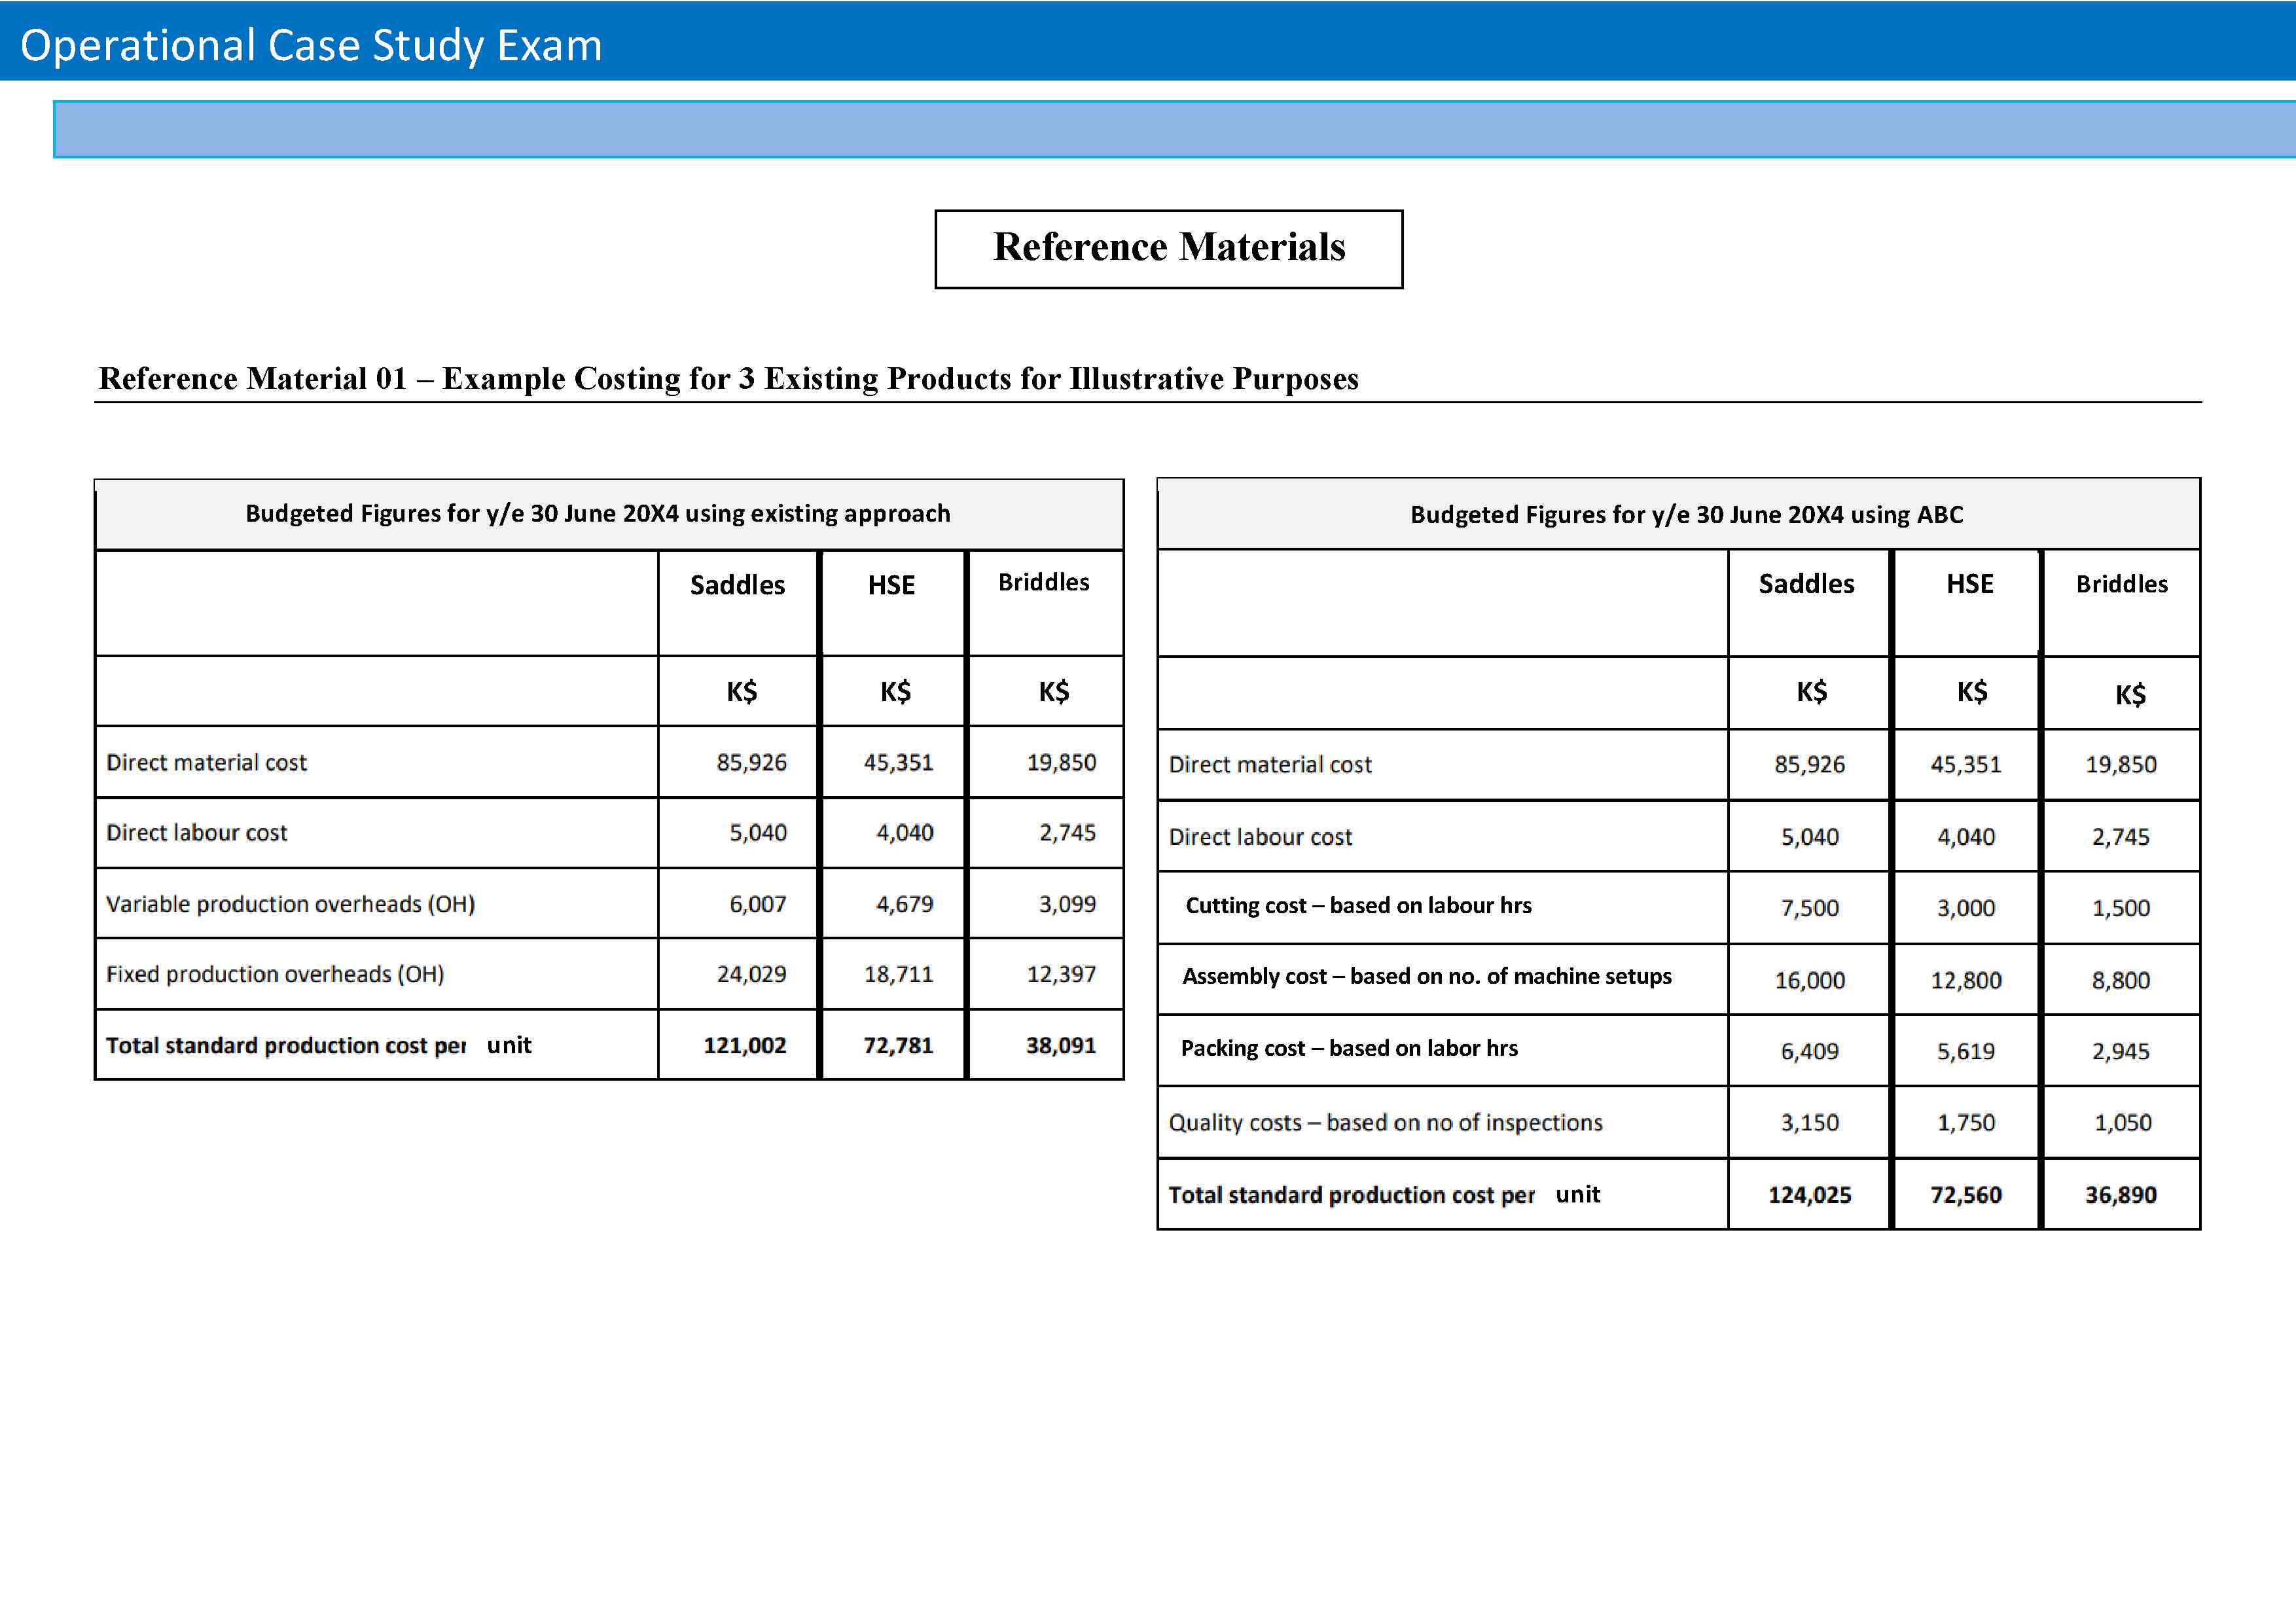 Operational Case Study Exam
Reference Materials
Reference Material 01 – Example Costing for 3 Existing Products for Illustrative Purposes
Budgeted Figures for y/e 30 June 20X4 using existing approach
Saddles HSE Briddles
K$ K$ K$
Direct material cost 85,926 45,351 19,850
Direct labour cost 5,040 4,040 2,745
Variable production overheads (OH) 6,007 4,679 3,099
Fixed production overheads (OH) 24,029 18,711 12,397
Total standard production cost per unit 121,002 72,781 38,091
Budgeted Figures for y/e 30 June 20X4 using ABC
Saddles HSE Briddles
K$ K$ K$
Direct material cost 85,926 45,351 19,850
Direct labour cost 5,040 4,040 2,745
Cutting cost – based on labour hrs 7,500 3,000 1,500
Assembly cost – based on no. of machine setups 16,000 12,800 8,800
Packing cost – based on labor hrs 6,409 5,619 2,945
Quality costs – based on no of inspections 3,150 1,750 1,050
Total standard production cost per unit 124,025 72,560 36,890